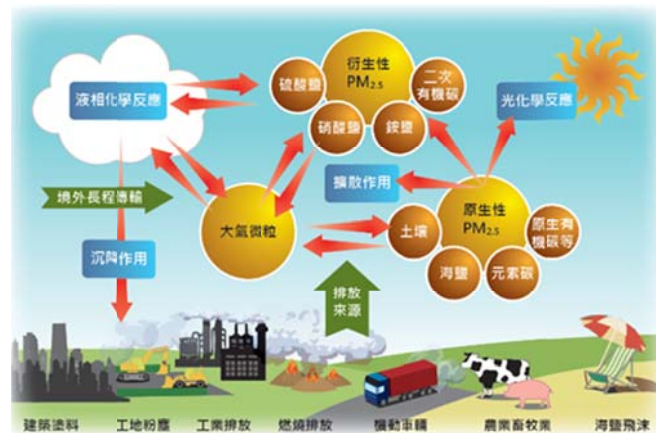 衍生性
PM2.5
硫酸鹽
二次
有機碳
硝酸鹽
銨鹽
液相化學反應
光化學反應
境外長程傳輸
擴散作用
大氣微粒
原生性
PM2.5
土壤
原生有
機碳等
海鹽
元素碳
沉降作用
排放
來源
建築塗料 工地粉塵 工業排放 燃燒排放 機動車輛 農業畜牧業 海鹽飛沫